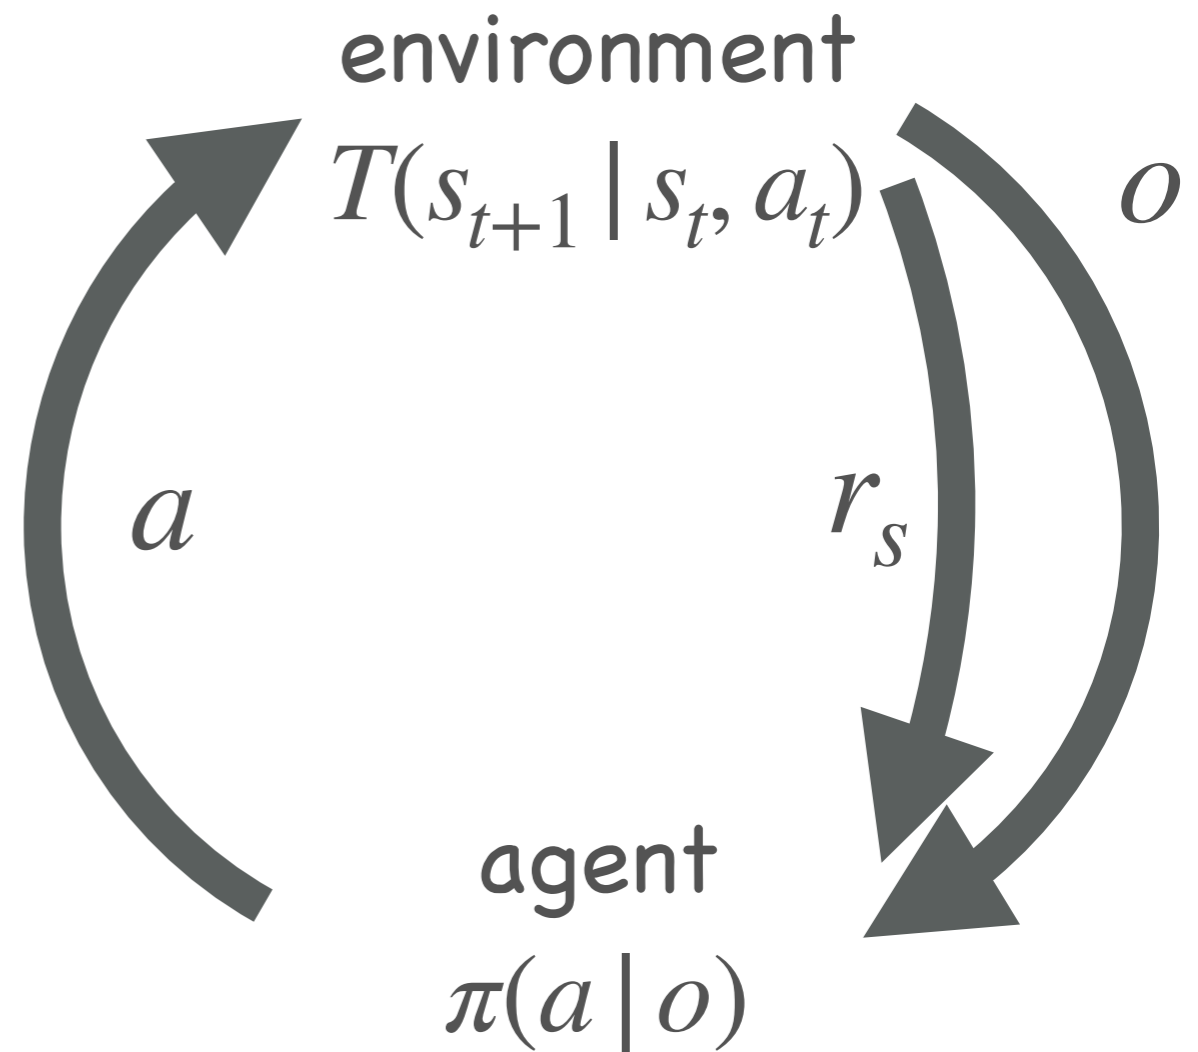 environment
T(s_{t+1} | s_t, a_t)
o
a
r_s
agent
π(a | o)